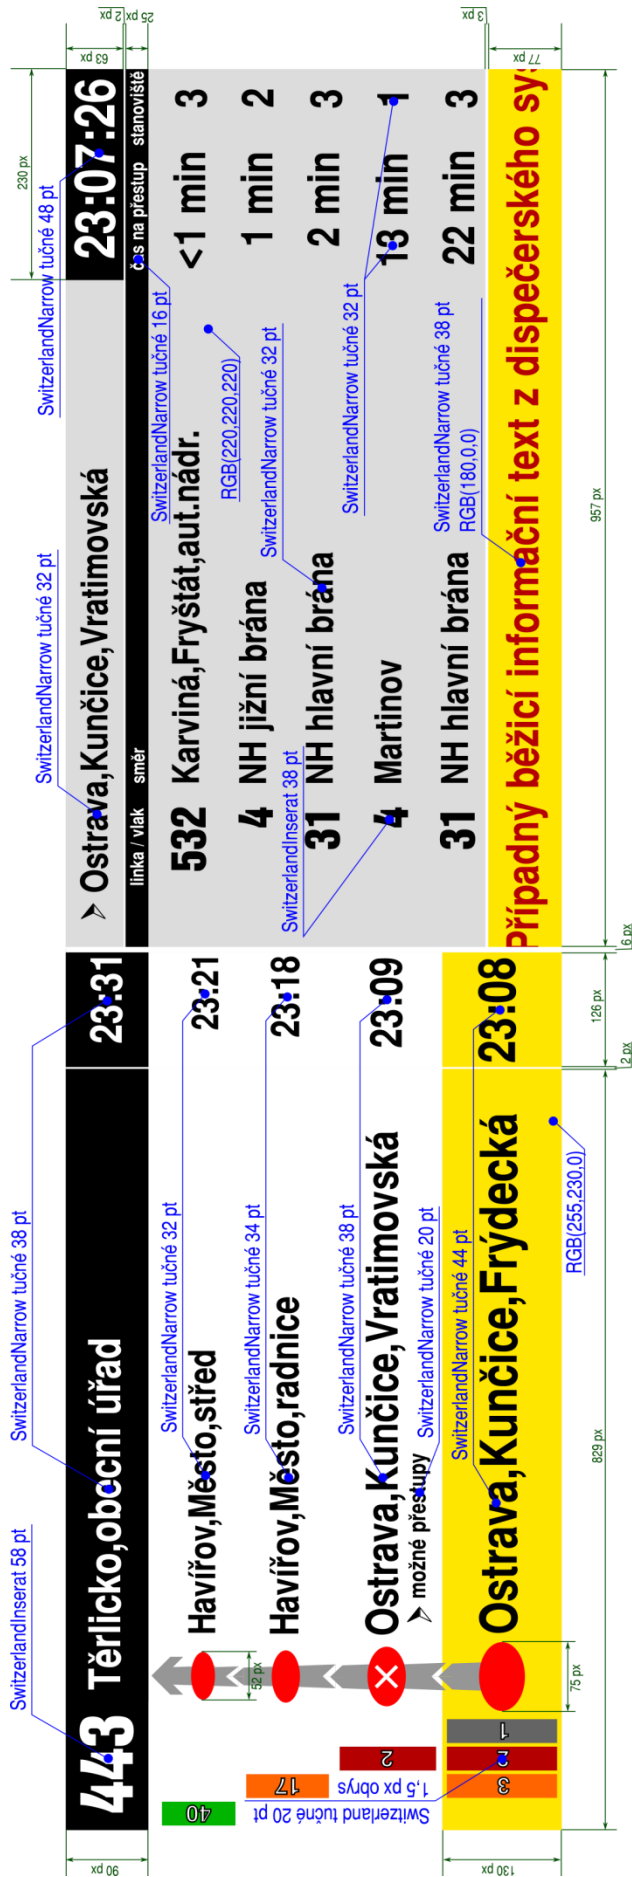 SwitzerlandInserat 58 pt
SwitzerlandNarrow tučné 38 pt
90 px
443 Těrlicko,obecní úřad 23:31
SwitzerlandNarrow tučné 32 pt
40 Havířov,Město,střed 23:21
52 px
SwitzerlandNarrow tučné 34 pt
17 Havířov,Město,radnice 23:18
Switzerland tučné 20 pt 1,5 px obrys
SwitzerlandNarrow tučné 38 pt
2 Ostrava,Kunčice,Vratimovská 23:09
možné přestupy
SwitzerlandNarrow tučné 20 pt
SwitzerlandNarrow tučné 44 pt
130 px
3 2 1 Ostrava,Kunčice,Frýdecká 23:08
75 px
RGB(255,230,0)
829 px
2 px
126 px
6 px
230 px
SwitzerlandNarrow tučné 32 pt
SwitzerlandNarrow tučné 48 pt
63 px
2 px
25 px
Ostrava,Kunčice,Vratimovská 23:07:26
linka / vlak směr čas na přestup stanoviště
SwitzerlandNarrow tučné 16 pt
532 Karviná,Fryštát,aut.nádr. <1 min 3
RGB(220,220,220)
4 NH jižní brána 1 min 2
SwitzerlandNarrow tučné 32 pt
SwitzerlandInserat 38 pt
31 NH hlavní brána 2 min 3
SwitzerlandNarrow tučné 32 pt
4 Martinov 13 min 1
SwitzerlandNarrow tučné 38 pt
RGB(180,0,0)
31 NH hlavní brána 22 min 3
3 px
77 px
Případný běžicí informační text z dispečerského sys
957 px